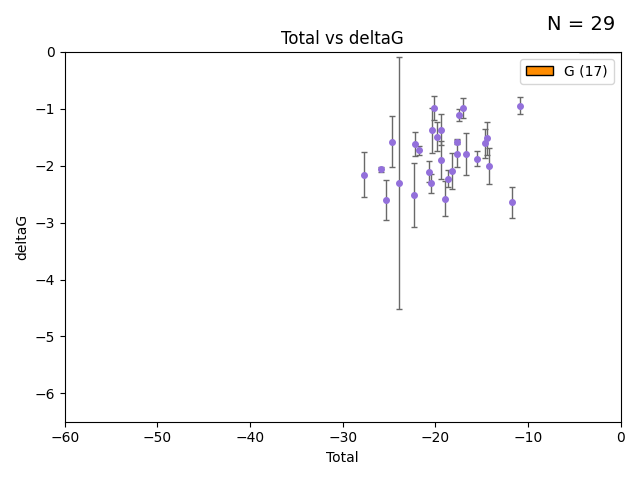 N = 29
Total vs deltaG
G (17)
deltaG
0
−1
−2
−3
−4
−5
−6
−60
−50
−40
−30
−20
−10
0
Total